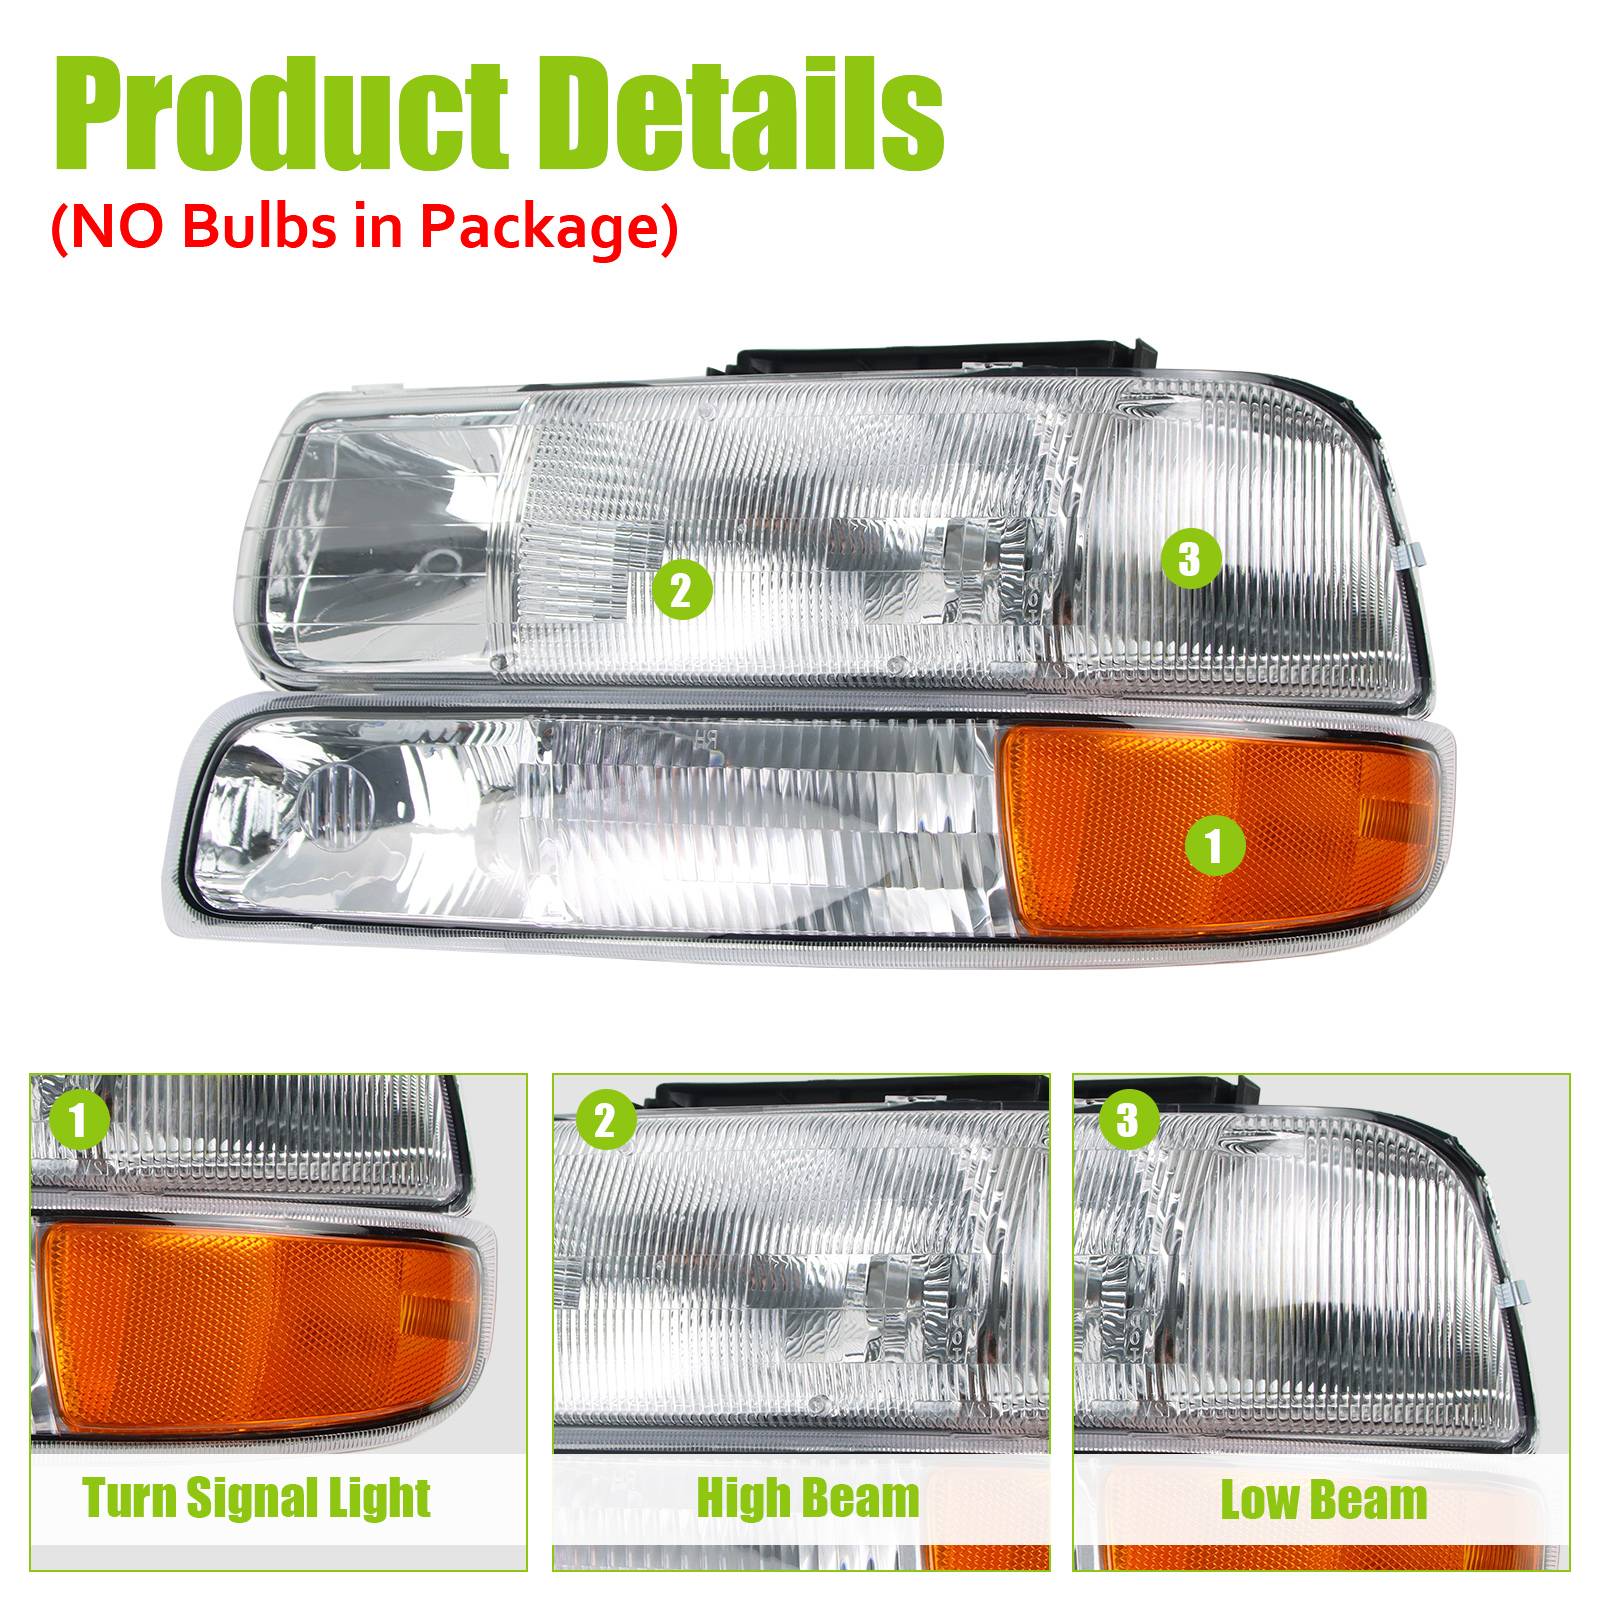 Product Details
(NO Bulbs in Package)
2
3
RH
1
1
Turn Signal Light
2
High Beam
3
Low Beam